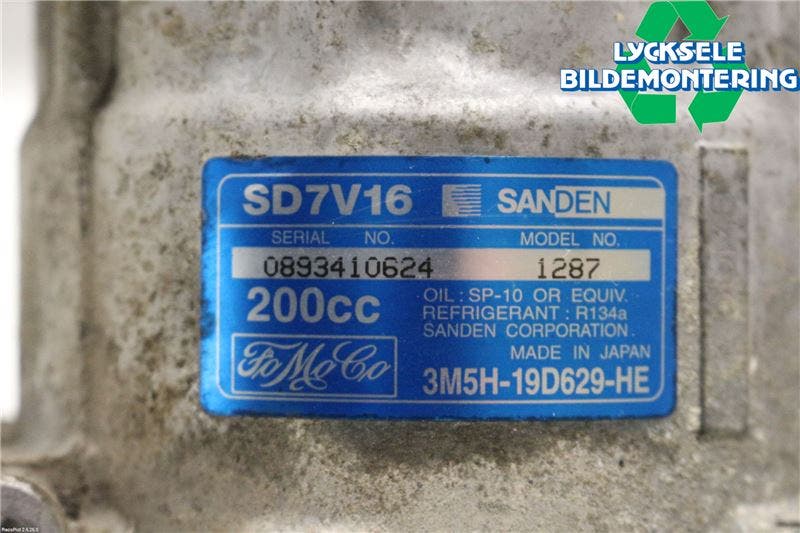 LYCKSELE
BILDEMONTERING
SD7V16 SANDEN
SERIAL NO. MODEL NO.
0893410624 1287
200cc
OIL : SP-10 OR EQUIV.
REFRIGERANT : R134a
SANDEN CORPORATION
MADE IN JAPAN
FoMoCo
3M5H-19D629-HE